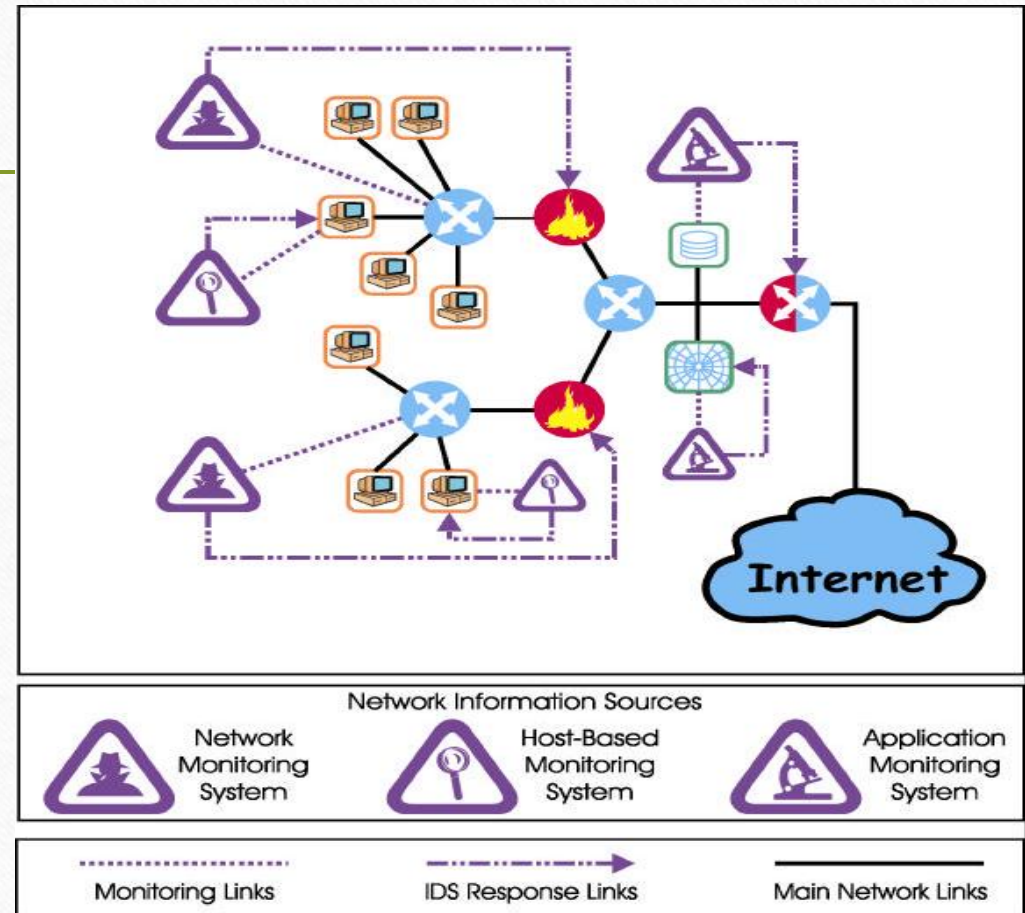 Internet
Network Information Sources
Network
Monitoring
System
Host-Based
Monitoring
System
Application
Monitoring
System
Monitoring Links
IDS Response Links
Main Network Links